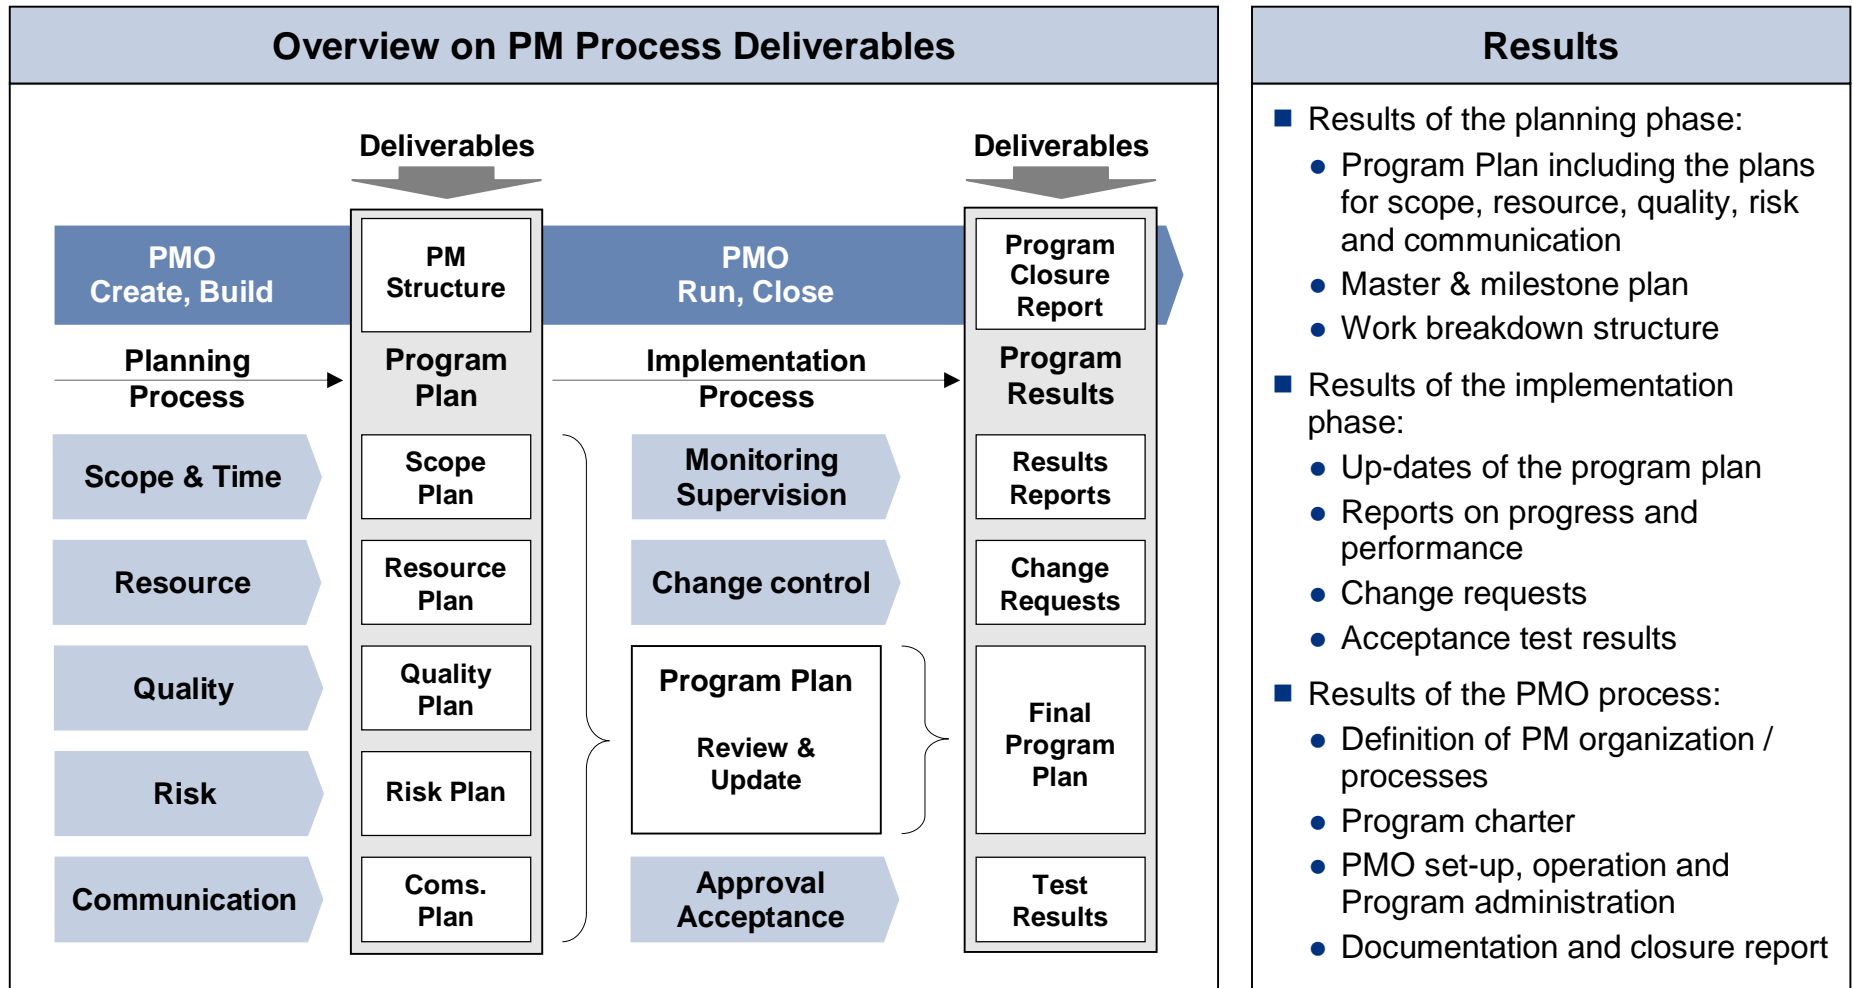 Overview on PM Process Deliverables
Deliverables
Deliverables
PMO
Create, Build
PM
Structure
PMO
Run, Close
Program
Closure
Report
Planning
Process
Program
Plan
Implementation
Process
Program
Results
Scope & Time
Scope
Plan
Monitoring
Supervision
Results
Reports
Resource
Resource
Plan
Change control
Change
Requests
Quality
Quality
Plan
Program Plan
Review &
Update
Final
Program
Plan
Risk
Risk Plan
Communication
Coms.
Plan
Approval
Acceptance
Test
Results
Results
Results of the planning phase:
Program Plan including the plans
for scope, resource, quality, risk
and communication
Master & milestone plan
Work breakdown structure
Results of the implementation
phase:
Up-dates of the program plan
Reports on progress and
performance
Change requests
Acceptance test results
Results of the PMO process:
Definition of PM organization /
processes
Program charter
PMO set-up, operation and
Program administration
Documentation and closure report